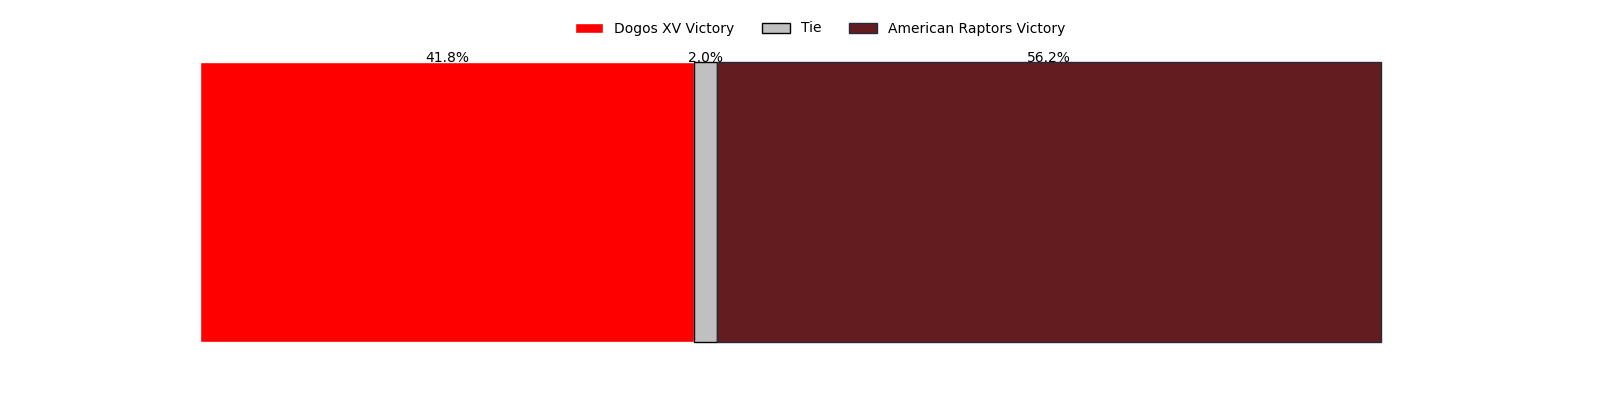 Dogos XV Victory Tie American Raptors Victory
41.8% 2.0% 56.2%